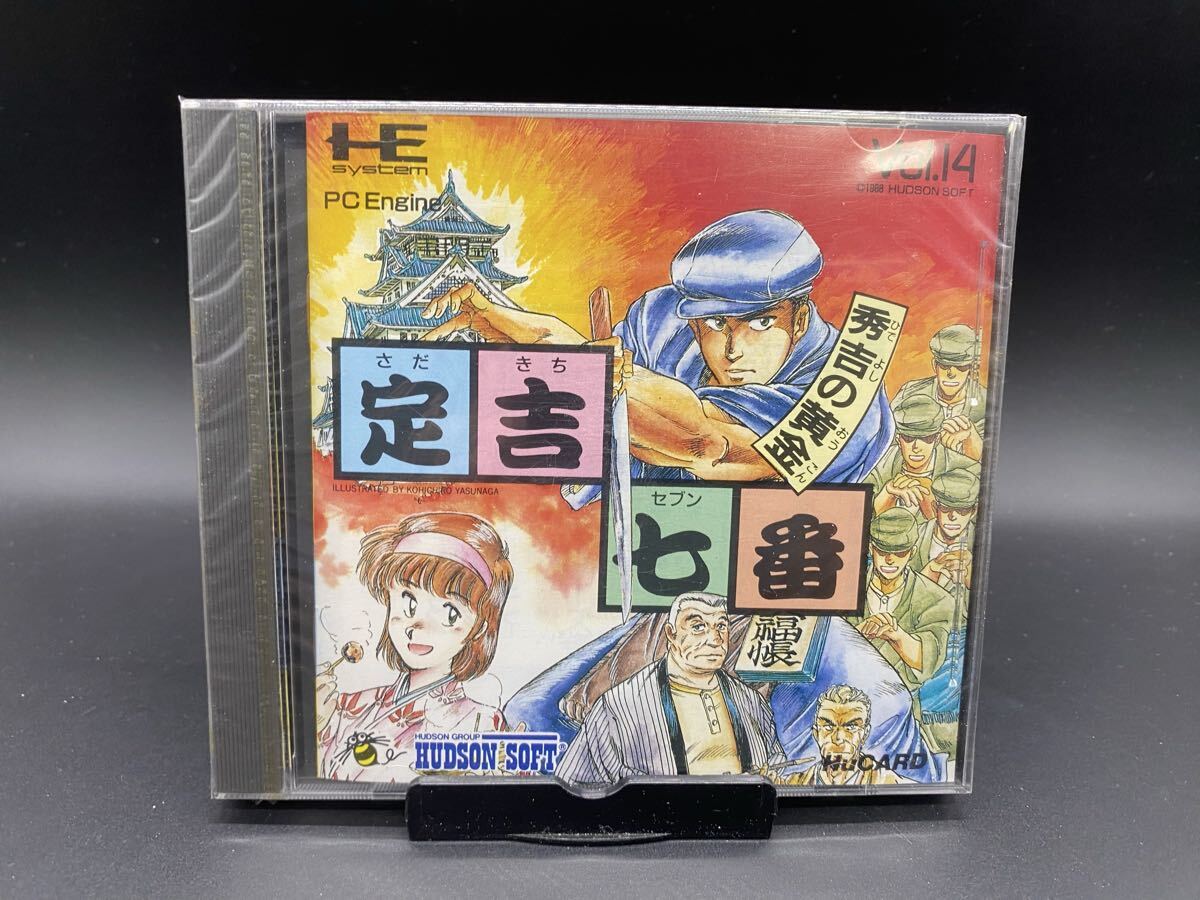 HE
system
PC Engine
Vol.14
©1988 HUDSON SOFT
ひで よし おう ごん
秀吉の黄金
さだ きち
定吉
ILLUSTRATED BY KOHICHIRO YASUNAGA
セブン
七番
福帳
HUDSON GROUP
HUDSON SOFT®
HuCARD